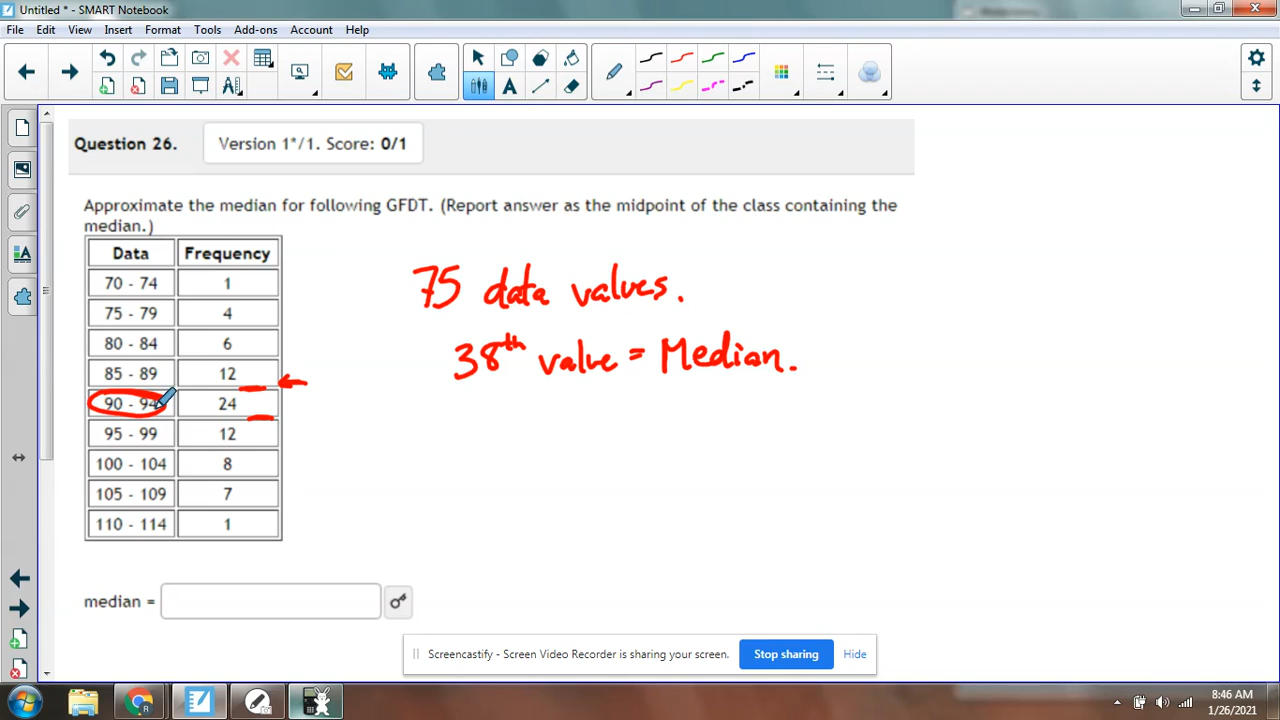 Untitled * - SMART Notebook
File Edit View Insert Format Tools Add-ons Account Help
Question 26. Version 1*/1. Score: 0/1
Approximate the median for following GFDT. (Report answer as the midpoint of the class containing the
median.)
Data Frequency
70 - 74 1
75 - 79 4
80 - 84 6
85 - 89 12
90 - 94 24
95 - 99 12
100 - 104 8
105 - 109 7
110 - 114 1
75 data values.
38th value = Median.
median =
Screencastify - Screen Video Recorder is sharing your screen. Stop sharing Hide
8:46 AM
1/26/2021